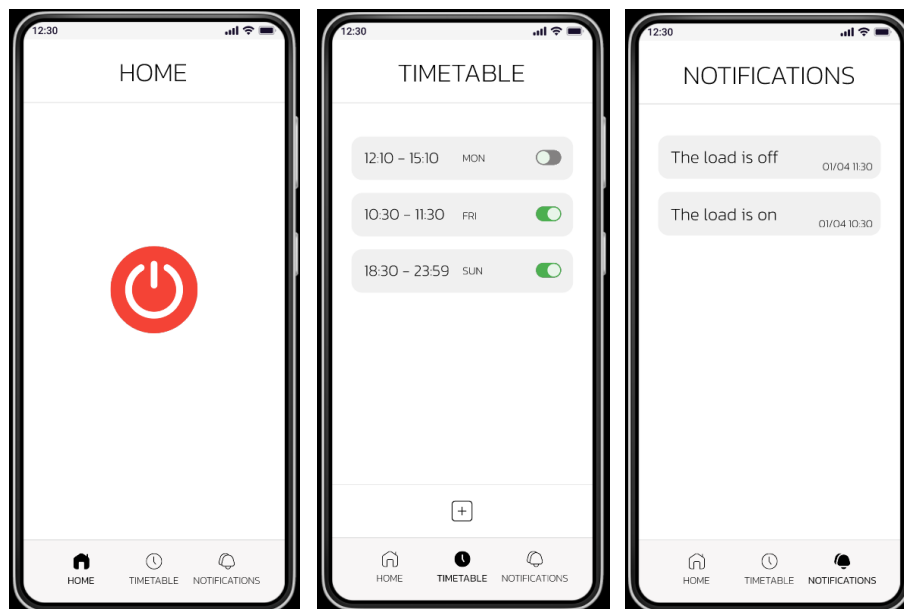 12:30
HOME
HOME TIMETABLE NOTIFICATIONS
12:30
TIMETABLE
12:10 – 15:10 MON
10:30 – 11:30 FRI
18:30 – 23:59 SUN
HOME TIMETABLE NOTIFICATIONS
12:30
NOTIFICATIONS
The load is off
01/04 11:30
The load is on
01/04 10:30
HOME TIMETABLE NOTIFICATIONS